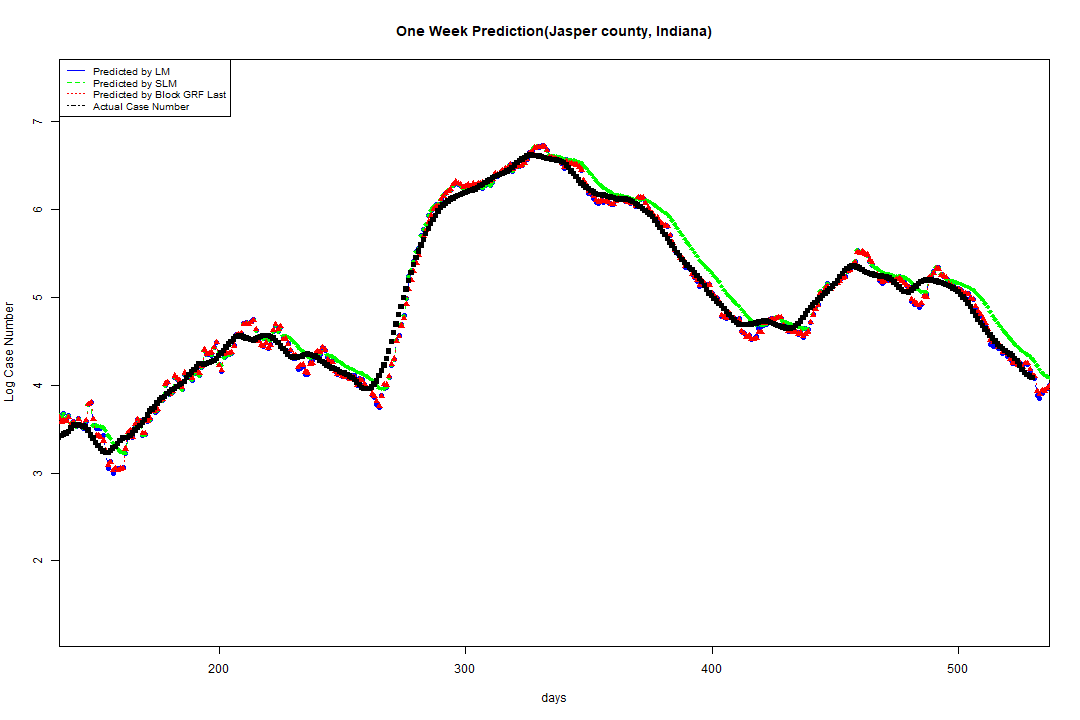 One Week Prediction(Jasper county, Indiana)
Predicted by LM
Predicted by SLM
Predicted by Block GRF Last
Actual Case Number
7
6
5
4
3
2
Log Case Number
200 300 400 500
days